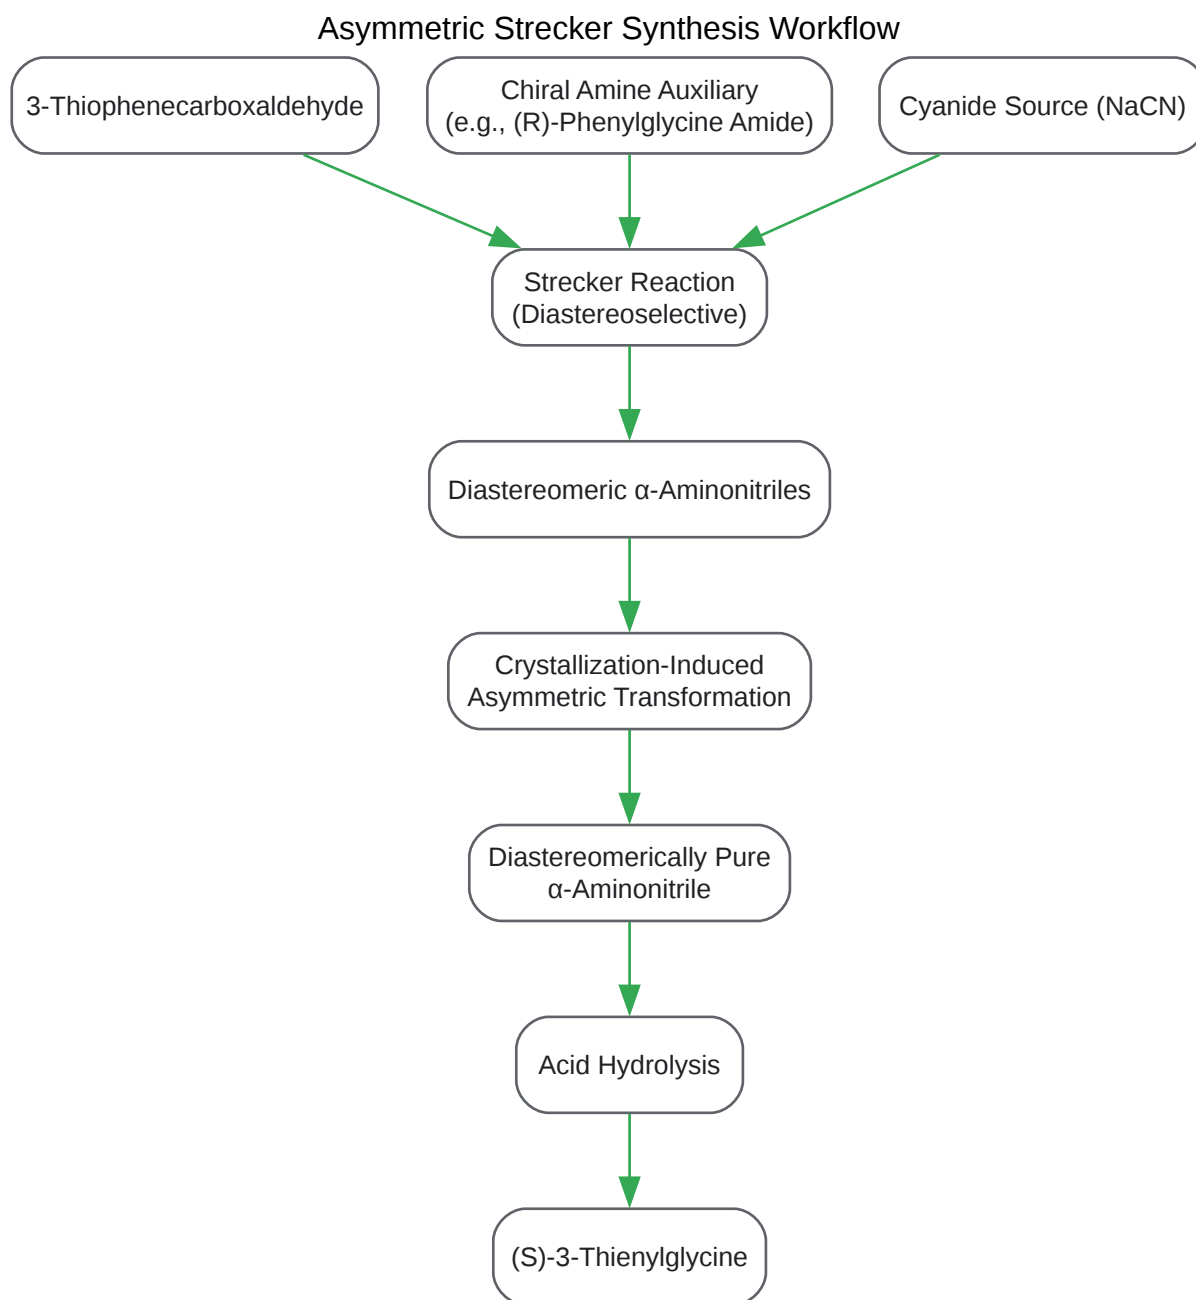 Asymmetric Strecker Synthesis Workflow
3-Thiophenecarboxaldehyde
Chiral Amine Auxiliary
(e.g., (R)-Phenylglycine Amide)
Cyanide Source (NaCN)
Strecker Reaction
(Diastereoselective)
Diastereomeric α-Aminonitriles
Crystallization-Induced
Asymmetric Transformation
Diastereomerically Pure
α-Aminonitrile
Acid Hydrolysis
(S)-3-Thienylglycine